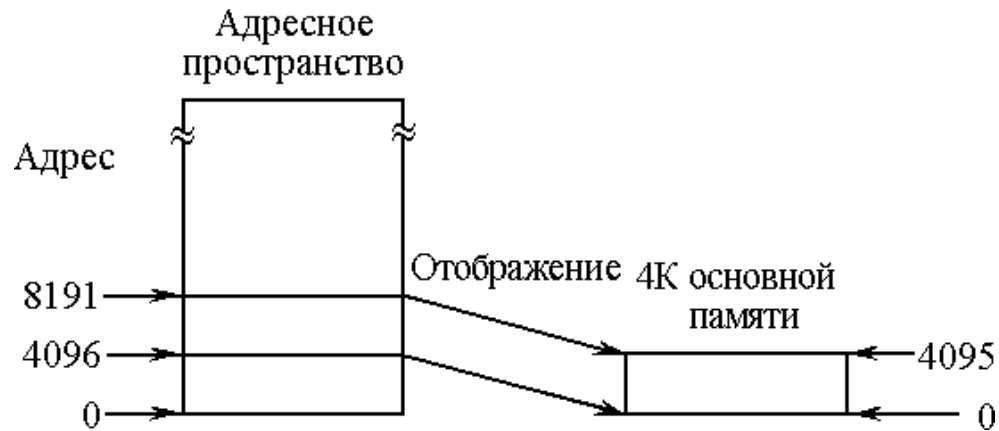 Адресное
пространство
Адрес
Отображение
4К основной
памяти
8191
4096
4095
0
0